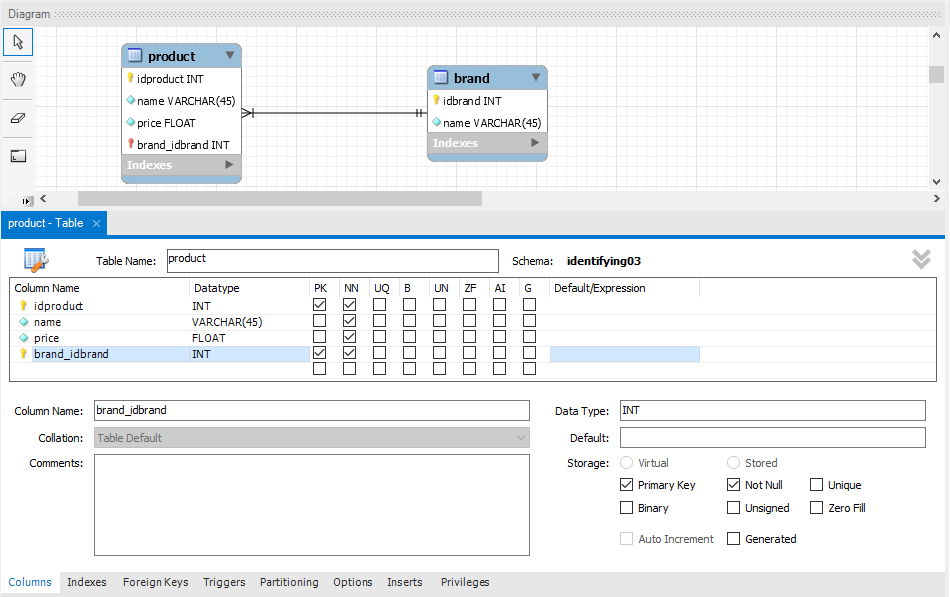 Diagram
product
idproduct INT
name VARCHAR(45)
price FLOAT
brand_idbrand INT
Indexes
brand
idbrand INT
name VARCHAR(45)
Indexes
product - Table ×
Table Name: product Schema: identifying03
Column Name Datatype PK NN UQ B UN ZF AI G Default/Expression
idproduct INT
name VARCHAR(45)
price FLOAT
brand_idbrand INT
Column Name: brand_idbrand Data Type: INT
Collation: Table Default Default:
Comments: Storage: Virtual Stored
Primary Key Not Null Unique
Binary Unsigned Zero Fill
Auto Increment Generated
Columns Indexes Foreign Keys Triggers Partitioning Options Inserts Privileges